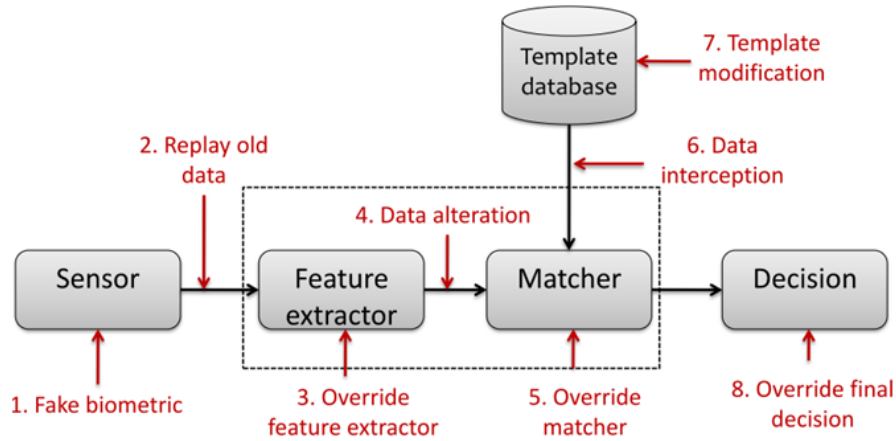 Template
database
7. Template
modification
2. Replay old
data
6. Data
interception
4. Data alteration
Sensor
Feature
extractor
Matcher
Decision
1. Fake biometric
3. Override
feature extractor
5. Override
matcher
8. Override final
decision